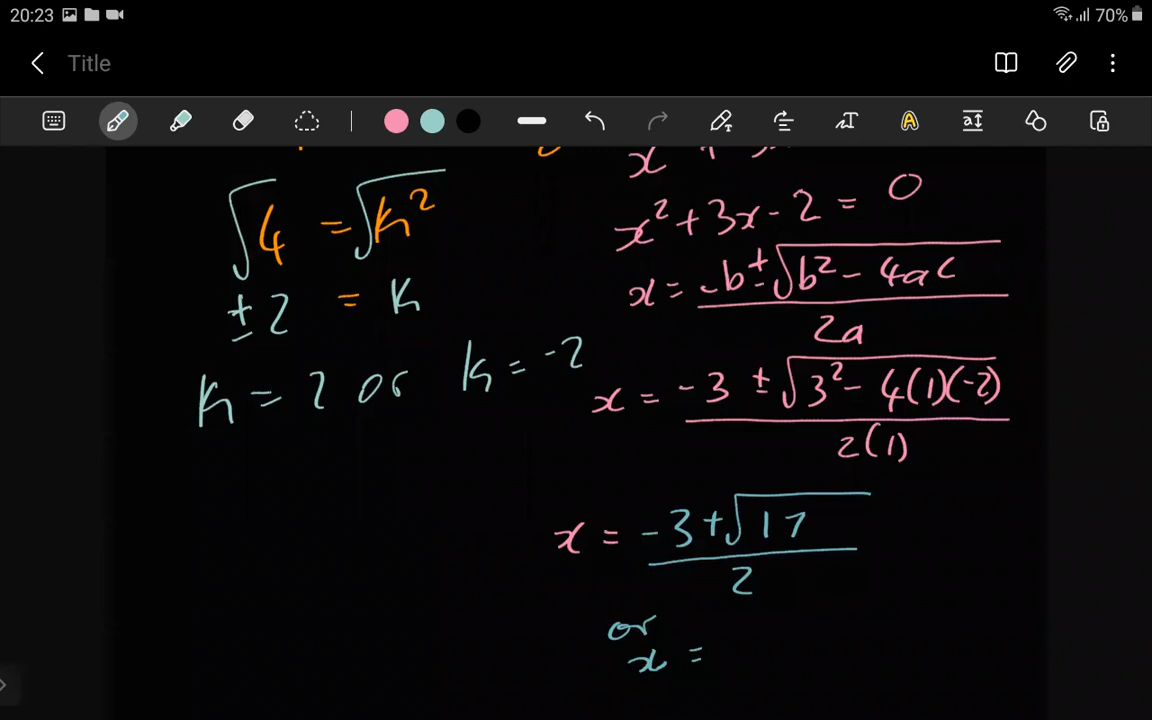 20:23 70%
Title
√4 = √k²
±2 = k
k = 2 or k = -2
x² + 3x - 2 = 0
x = -b ± √b² - 4ac / 2a
x = -3 ± √3² - 4(1)(-2) / 2(1)
x = -3 + √17 / 2
or
x =